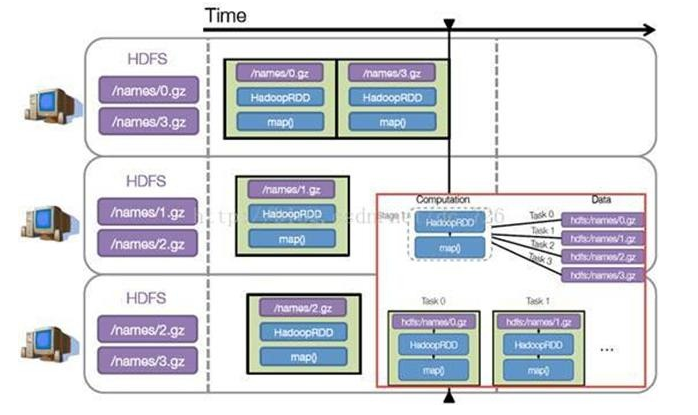 Time
HDFS
/names/0.gz
/names/3.gz
/names/0.gz
HadoopRDD
map()
/names/3.gz
HadoopRDD
map()
HDFS
/names/1.gz
/names/2.gz
/names/1.gz
HadoopRDD
map()
HDFS
/names/2.gz
/names/3.gz
/names/2.gz
HadoopRDD
map()
Computation
Data
Stage 1
HadoopRDD
map()
Task 0
Task 1
Task 2
Task 3
hdfs:/names/0.gz
hdfs:/names/1.gz
hdfs:/names/2.gz
hdfs:/names/3.gz
Task 0
hdfs:/names/0.gz
HadoopRDD
map()
Task 1
hdfs:/names/1.gz
HadoopRDD
map()
...